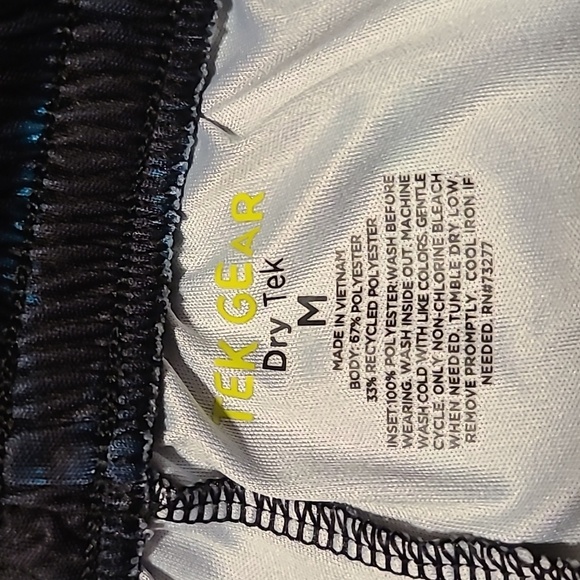 TEK GEAR
Dry Tek
M
MADE IN VIETNAM
BODY: 67% POLYESTER
33% RECYCLED POLYESTER
INSET:100% POLYESTER WASH BEFORE
WEARING. WASH INSIDE OUT. MACHINE
WASH COLD WITH LIKE COLORS. GENTLE
CYCLE. ONLY NON-CHLORINE BLEACH
WHEN NEEDED. TUMBLE DRY LOW.
REMOVE PROMPTLY. COOL IRON IF
NEEDED. RN#73277